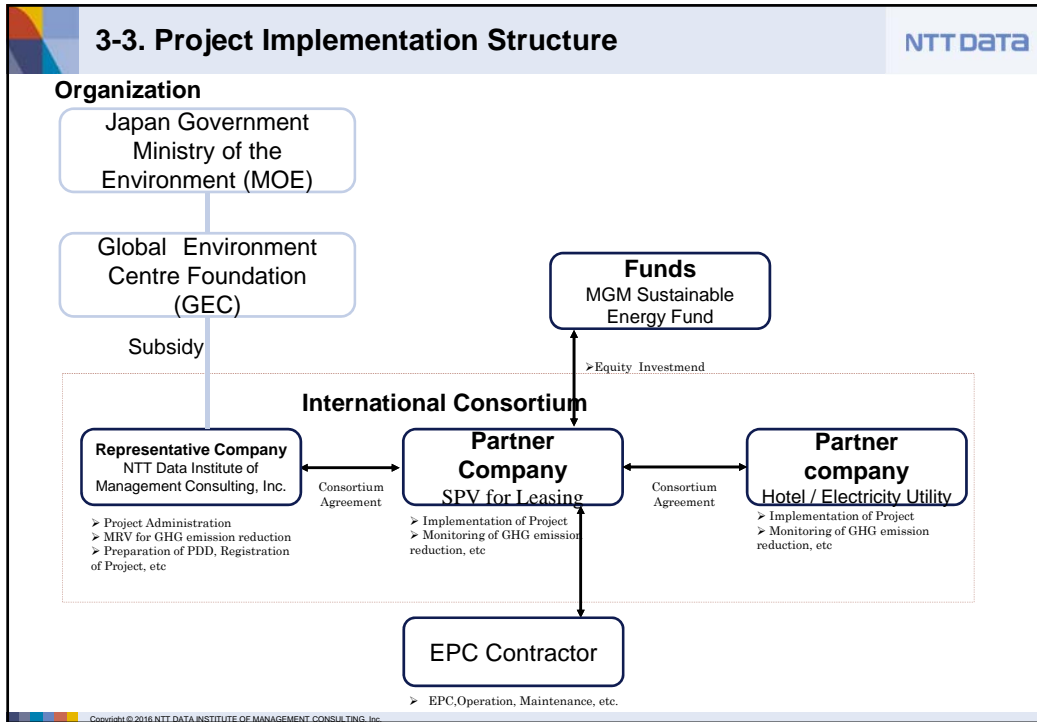 3-3. Project Implementation Structure
NTT DATA
Organization
Japan Government
Ministry of the
Environment (MOE)
Global Environment
Centre Foundation
(GEC)
Subsidy
Funds
MGM Sustainable
Energy Fund
➢Equity Investmend
International Consortium
Representative Company
NTT Data Institute of
Management Consulting, Inc.
Consortium
Agreement
Partner
Company
SPV for Leasing
Consortium
Agreement
Partner
company
Hotel / Electricity Utility
➢ Project Administration
➢ MRV for GHG emission reduction
➢ Preparation of PDD, Registration
of Project, etc
➢ Implementation of Project
➢ Monitoring of GHG emission
reduction, etc
➢ Implementation of Project
➢ Monitoring of GHG emission
reduction, etc
EPC Contractor
➢ EPC,Operation, Maintenance, etc.
Copyright © 2016 NTT DATA INSTITUTE OF MANAGEMENT CONSULTING, Inc.